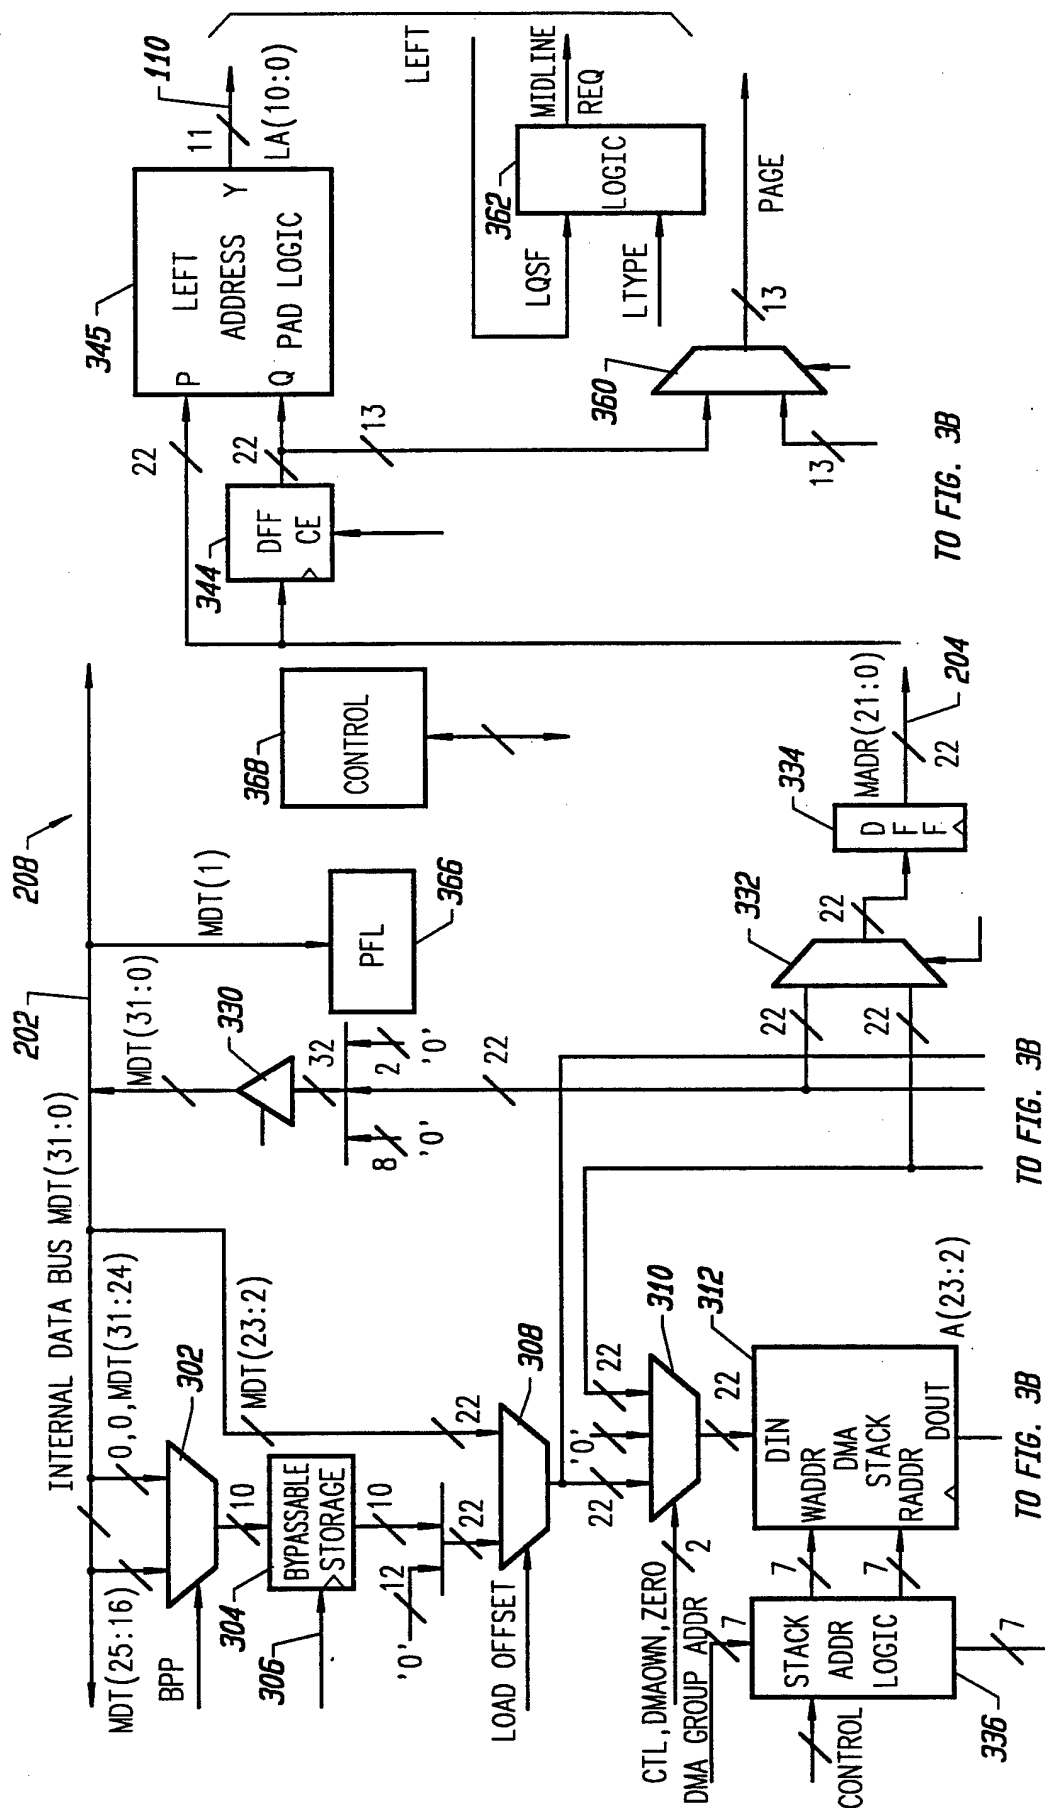 208
202
INTERNAL DATA BUS MDT(31:0)
MDT(25:16)
0,0,MDT(31:24)
302
BPP
10
304
BYPASSABLE
STORAGE
306
10
'0'
12
22
MDT(23:2)
22
308
LOAD OFFSET
22
'0'
22
310
CTL,DMAOWN,ZERO
2
22
312
DMA GROUP ADDR
7
DIN
WADDR
DMA
STACK
RADDR
DOUT
A(23:2)
7
7
STACK
ADDR
LOGIC
CONTROL
336
7
TO FIG. 3B
MDT(31:0)
330
32
8
'0'
2
'0'
22
MDT(1)
PFL
366
22
22
332
22
334
DFF
MADR(21:0)
22
204
TO FIG. 3B
368
CONTROL
344
DFF
CE
22
22
13
345
P
Q
LEFT
ADDRESS
PAD LOGIC
Y
11
110
LA(10:0)
LEFT
LQSF
LTYPE
362
LOGIC
MIDLINE
REQ
360
13
13
PAGE
TO FIG. 3B